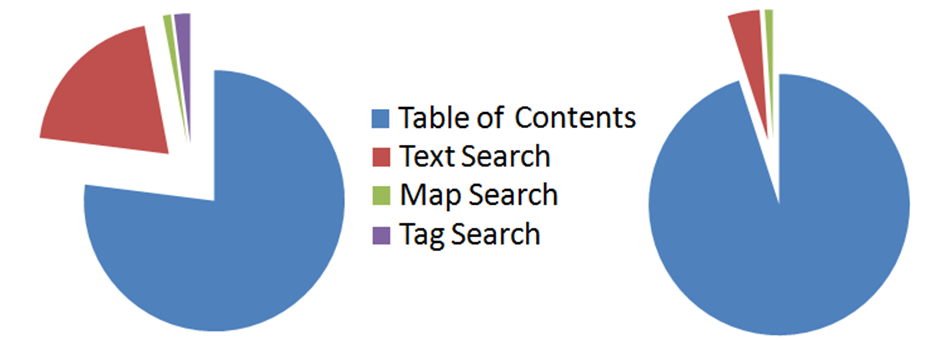 Table of Contents
Text Search
Map Search
Tag Search